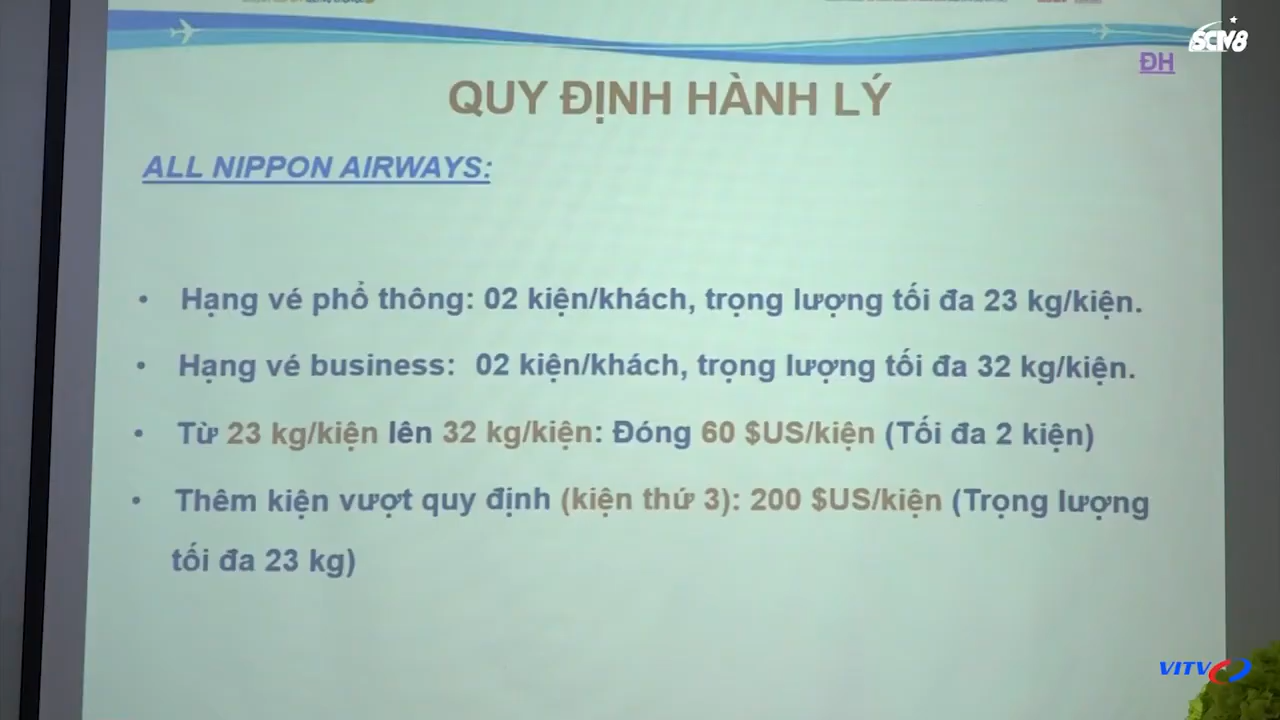 SCTV8
ĐH
QUY ĐỊNH HÀNH LÝ
ALL NIPPON AIRWAYS:
• Hạng vé phổ thông: 02 kiện/khách, trọng lượng tối đa 23 kg/kiện.
• Hạng vé business: 02 kiện/khách, trọng lượng tối đa 32 kg/kiện.
• Từ 23 kg/kiện lên 32 kg/kiện: Đóng 60 $US/kiện (Tối đa 2 kiện)
• Thêm kiện vượt quy định (kiện thứ 3): 200 $US/kiện (Trọng lượng
tối đa 23 kg)
VITV